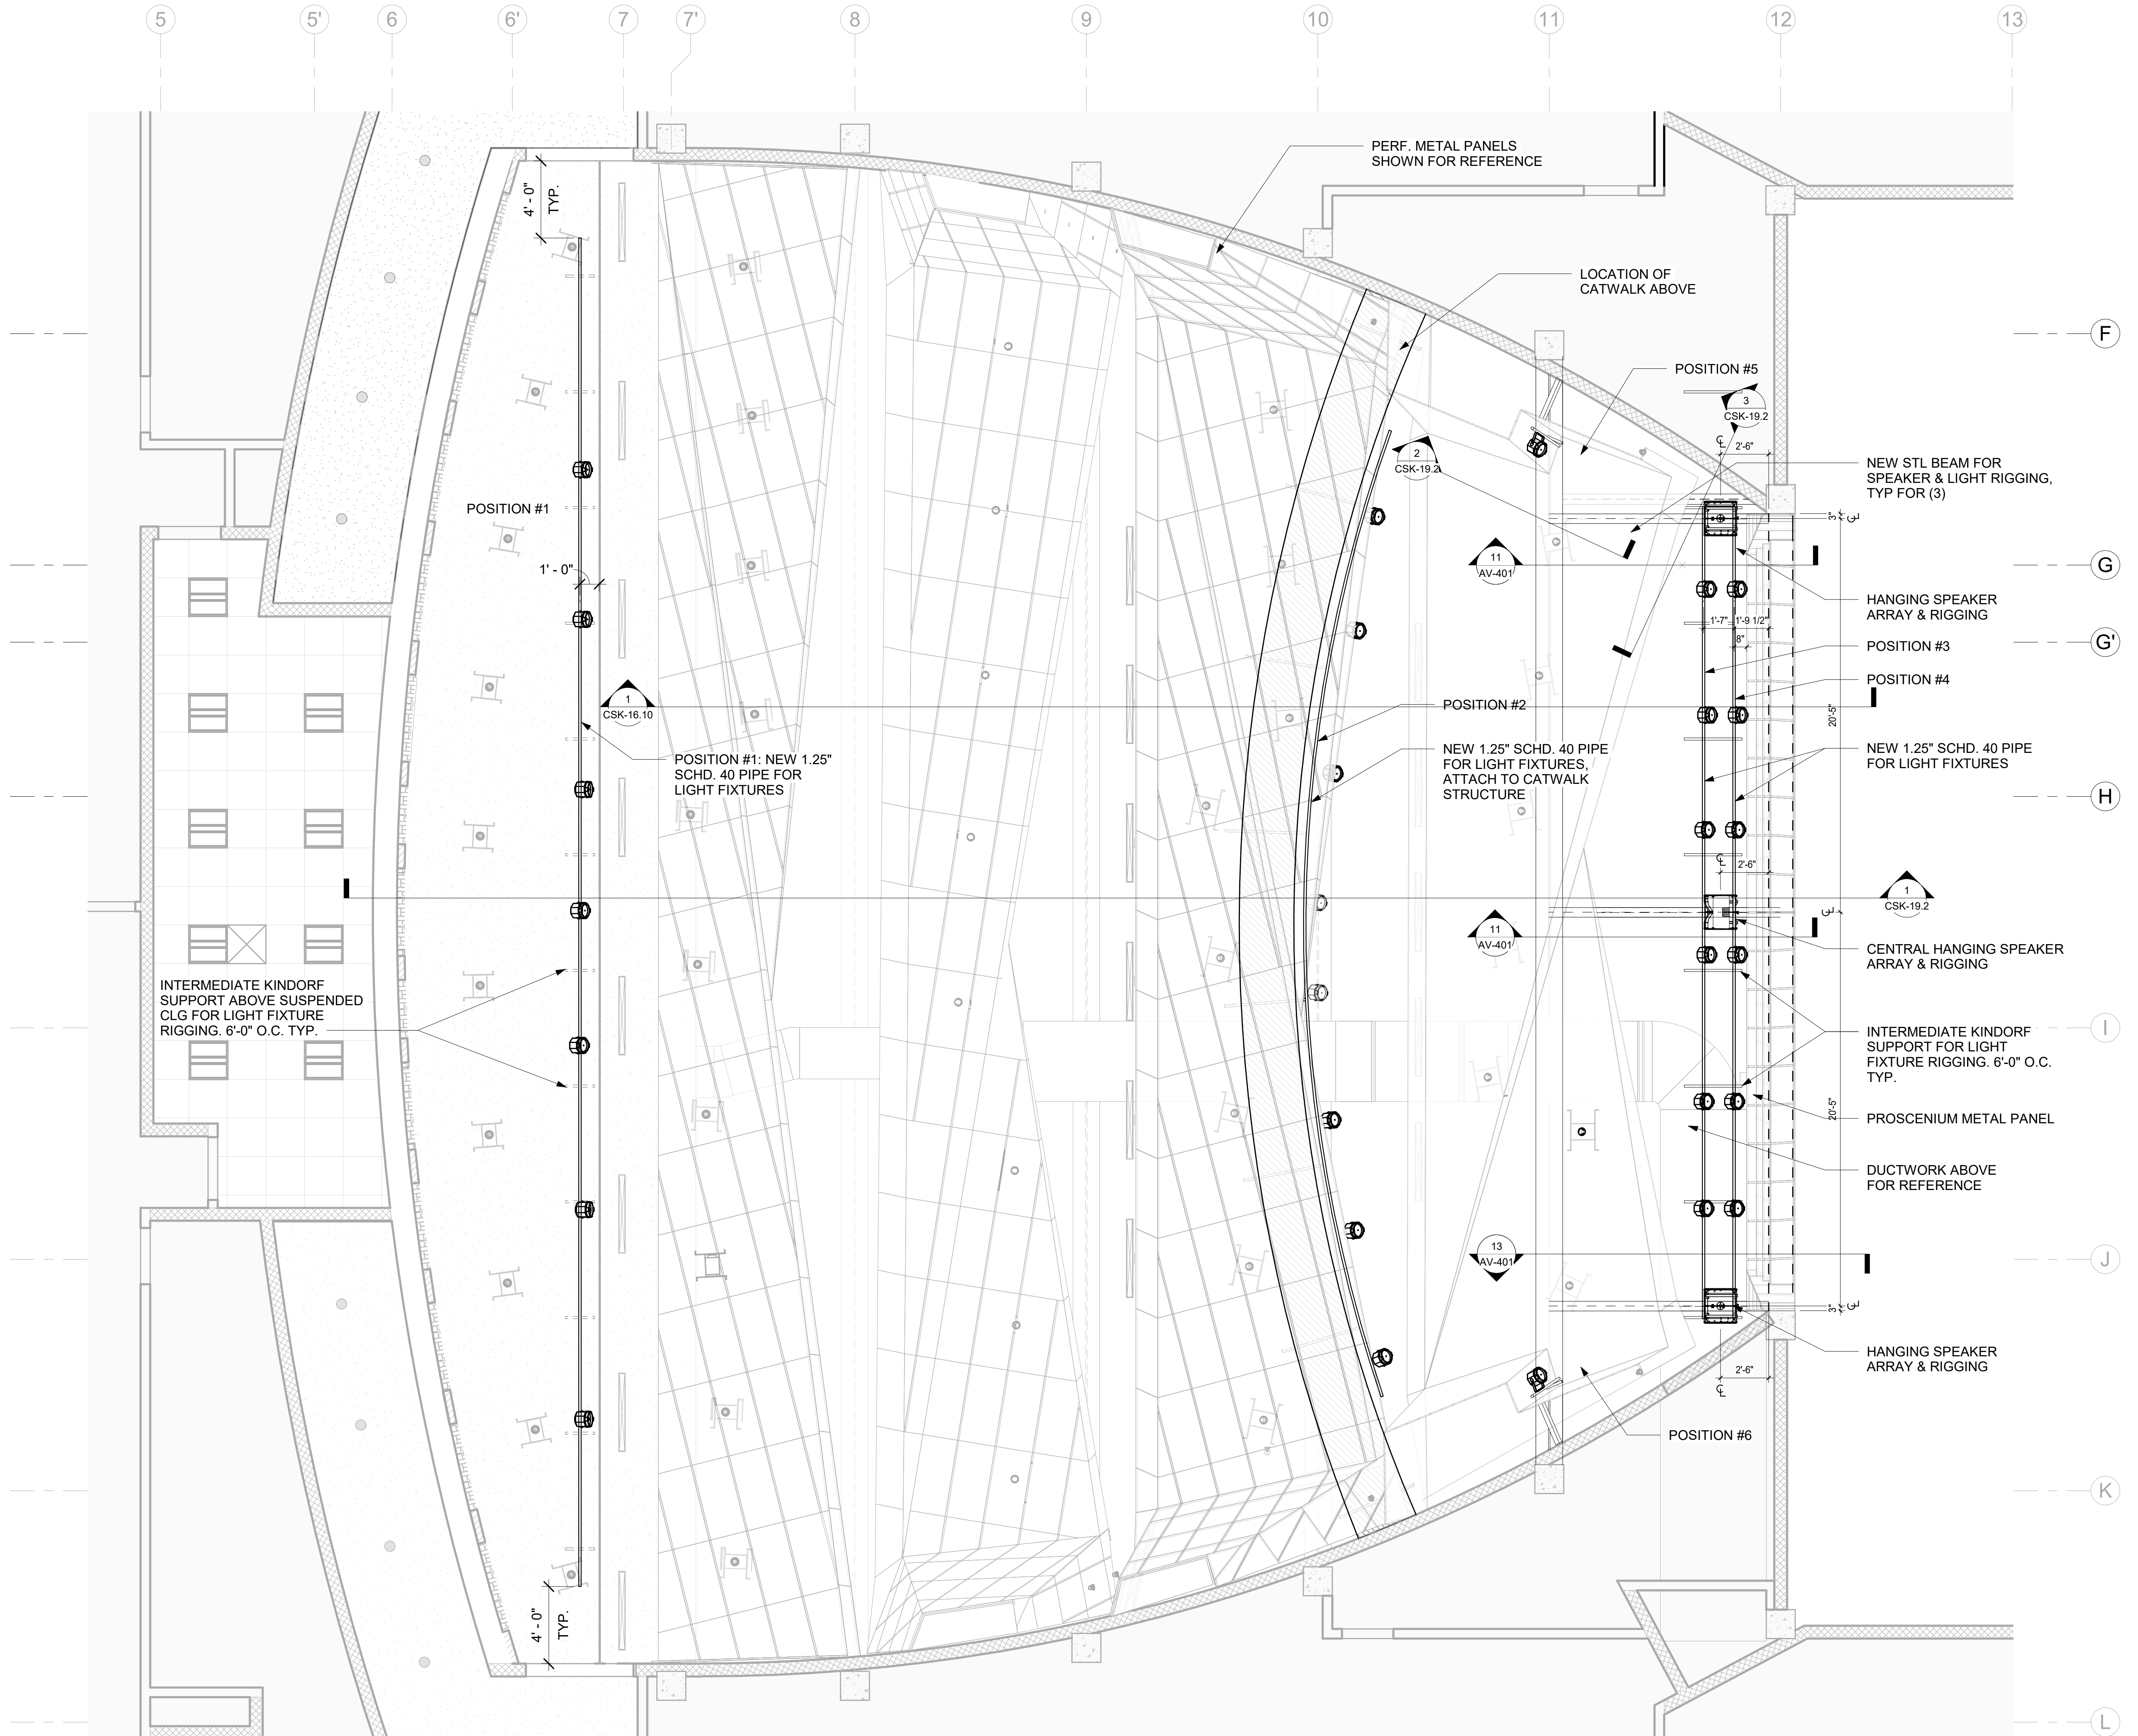 5
5'
6
6'
7
7'
8
9
10
11
12
13
PERF. METAL PANELS
SHOWN FOR REFERENCE
4' - 0"
TYP.
LOCATION OF
CATWALK ABOVE
F
POSITION #5
3
CSK-19.2
℄
2'-6"
2
CSK-19.2
NEW STL BEAM FOR
SPEAKER & LIGHT RIGGING,
TYP FOR (3)
POSITION #1
3"
℄
11
AV-401
G
1' - 0"
HANGING SPEAKER
ARRAY & RIGGING
1'-7"
1'-9 1/2"
8"
G'
POSITION #3
POSITION #4
1
CSK-16.10
POSITION #2
20'-5"
POSITION #1: NEW 1.25"
SCHD. 40 PIPE FOR
LIGHT FIXTURES
NEW 1.25" SCHD. 40 PIPE
FOR LIGHT FIXTURES,
ATTACH TO CATWALK
STRUCTURE
NEW 1.25" SCHD. 40 PIPE
FOR LIGHT FIXTURES
H
℄
2'-6"
1
CSK-19.2
℄
11
AV-401
CENTRAL HANGING SPEAKER
ARRAY & RIGGING
INTERMEDIATE KINDORF
SUPPORT ABOVE SUSPENDED
CLG FOR LIGHT FIXTURE
RIGGING. 6'-0" O.C. TYP.
I
INTERMEDIATE KINDORF
SUPPORT FOR LIGHT
FIXTURE RIGGING. 6'-0" O.C.
TYP.
20'-5"
PROSCENIUM METAL PANEL
DUCTWORK ABOVE
FOR REFERENCE
13
AV-401
J
3"
℄
HANGING SPEAKER
ARRAY & RIGGING
2'-6"
℄
POSITION #6
K
4' - 0"
TYP.
L